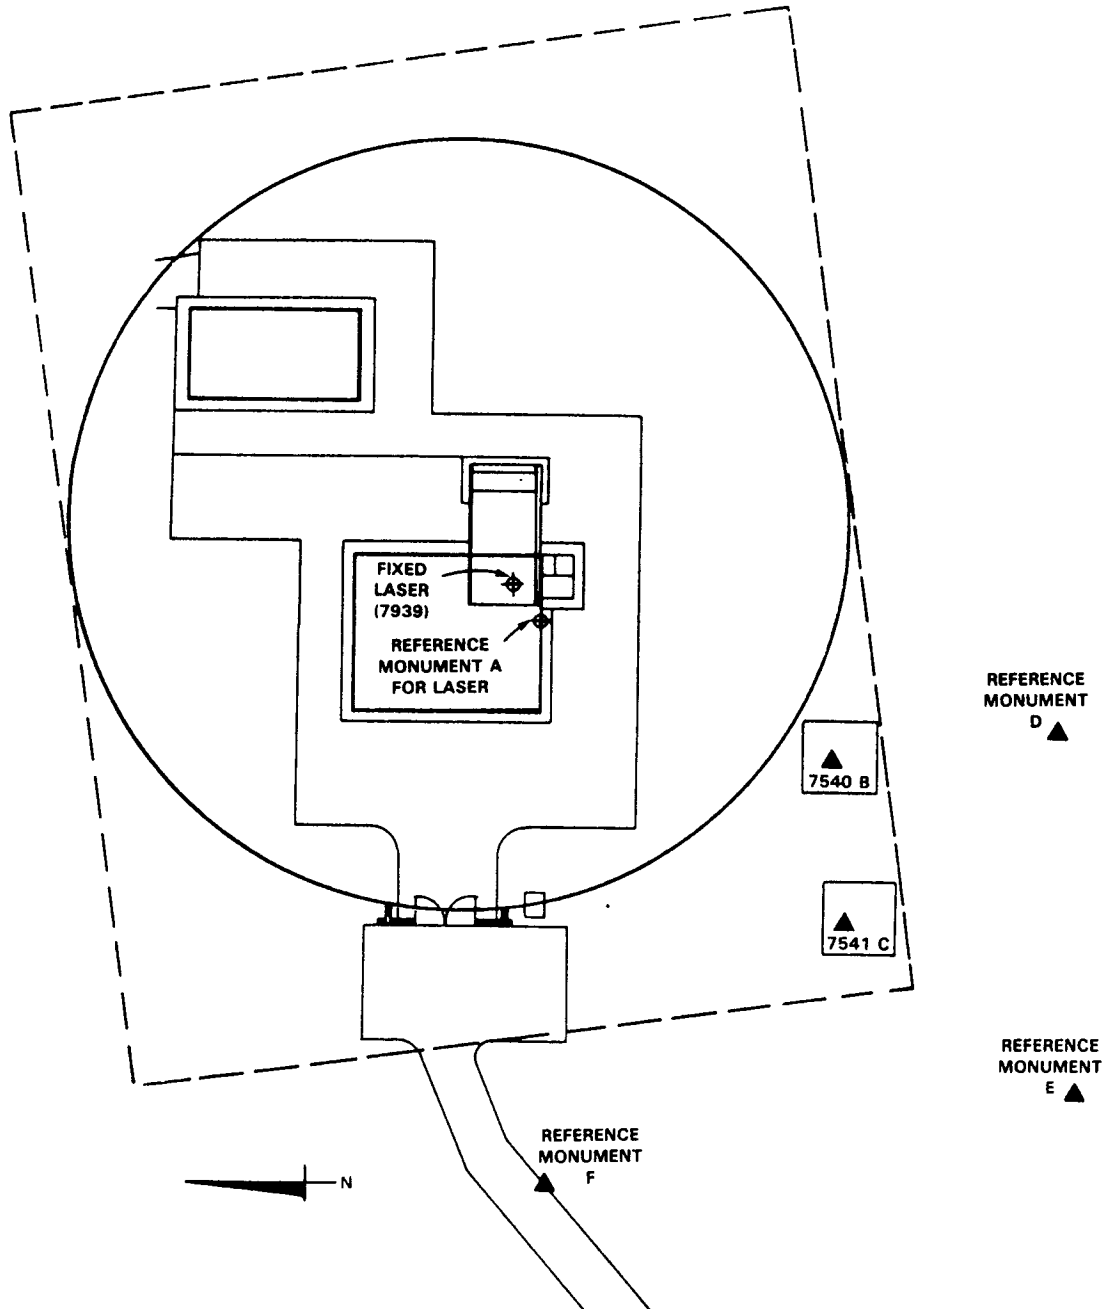 FIXED
LASER
(7939)
REFERENCE
MONUMENT A
FOR LASER
REFERENCE
MONUMENT
D
7540 B
7541 C
REFERENCE
MONUMENT
E
REFERENCE
MONUMENT
F
N